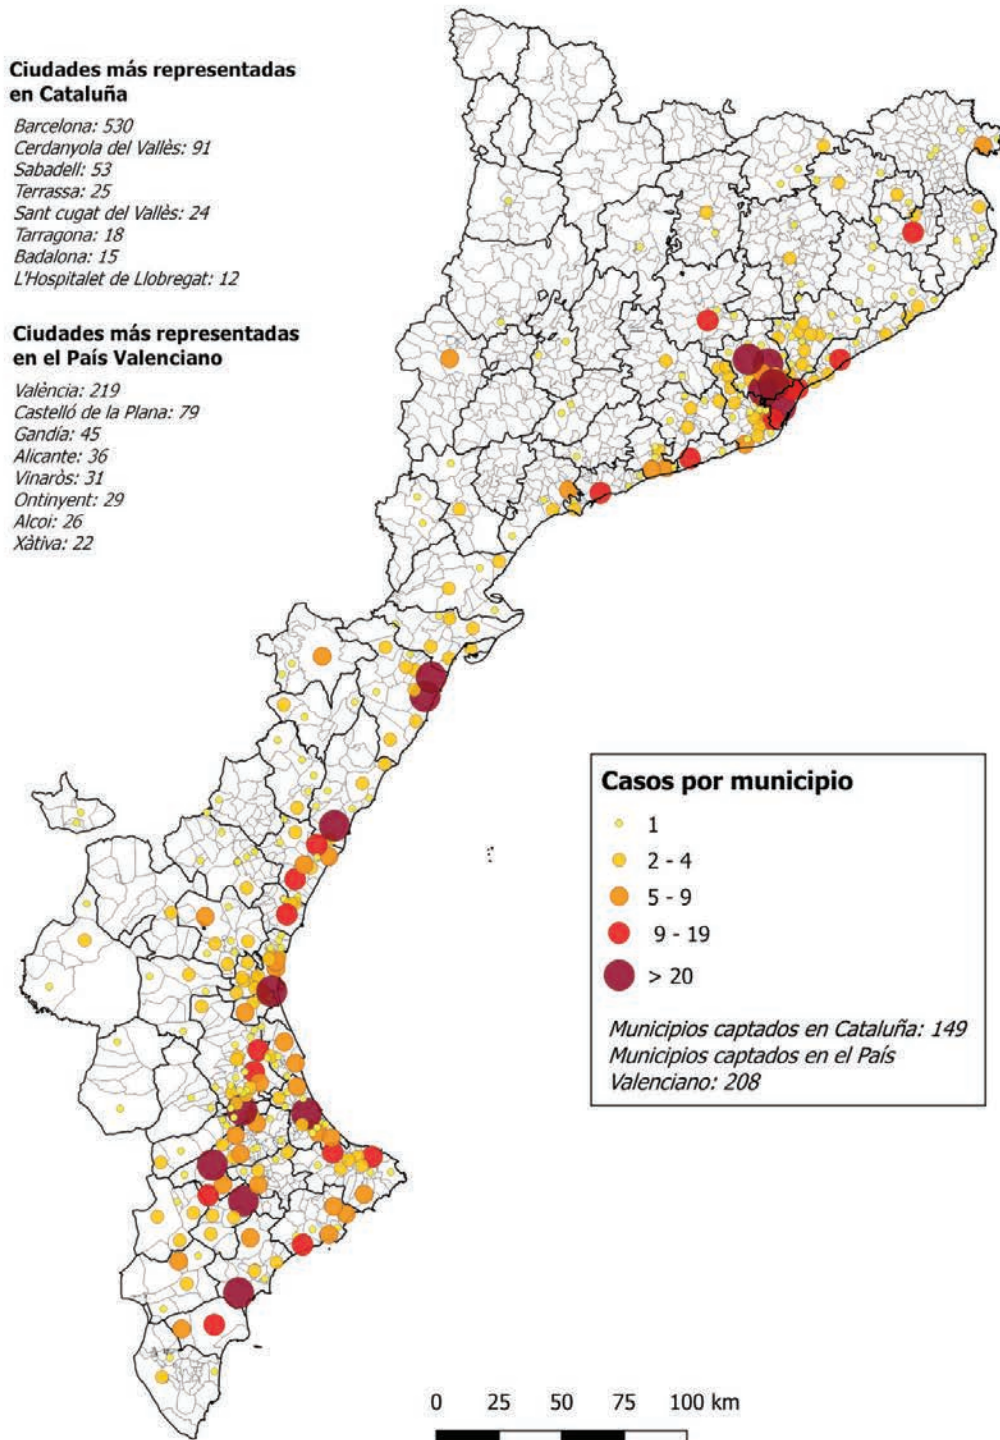 Ciudades más representadas
en Cataluña
Barcelona: 530
Cerdanyola del Vallès: 91
Sabadell: 53
Terrassa: 25
Sant cugat del Vallès: 24
Tarragona: 18
Badalona: 15
L'Hospitalet de Llobregat: 12
Ciudades más representadas
en el País Valenciano
València: 219
Castelló de la Plana: 79
Gandía: 45
Alicante: 36
Vinaròs: 31
Ontinyent: 29
Alcoi: 26
Xàtiva: 22
Casos por municipio
1
2 - 4
5 - 9
9 - 19
> 20
Municipios captados en Cataluña: 149
Municipios captados en el País
Valenciano: 208
0 25 50 75 100 km